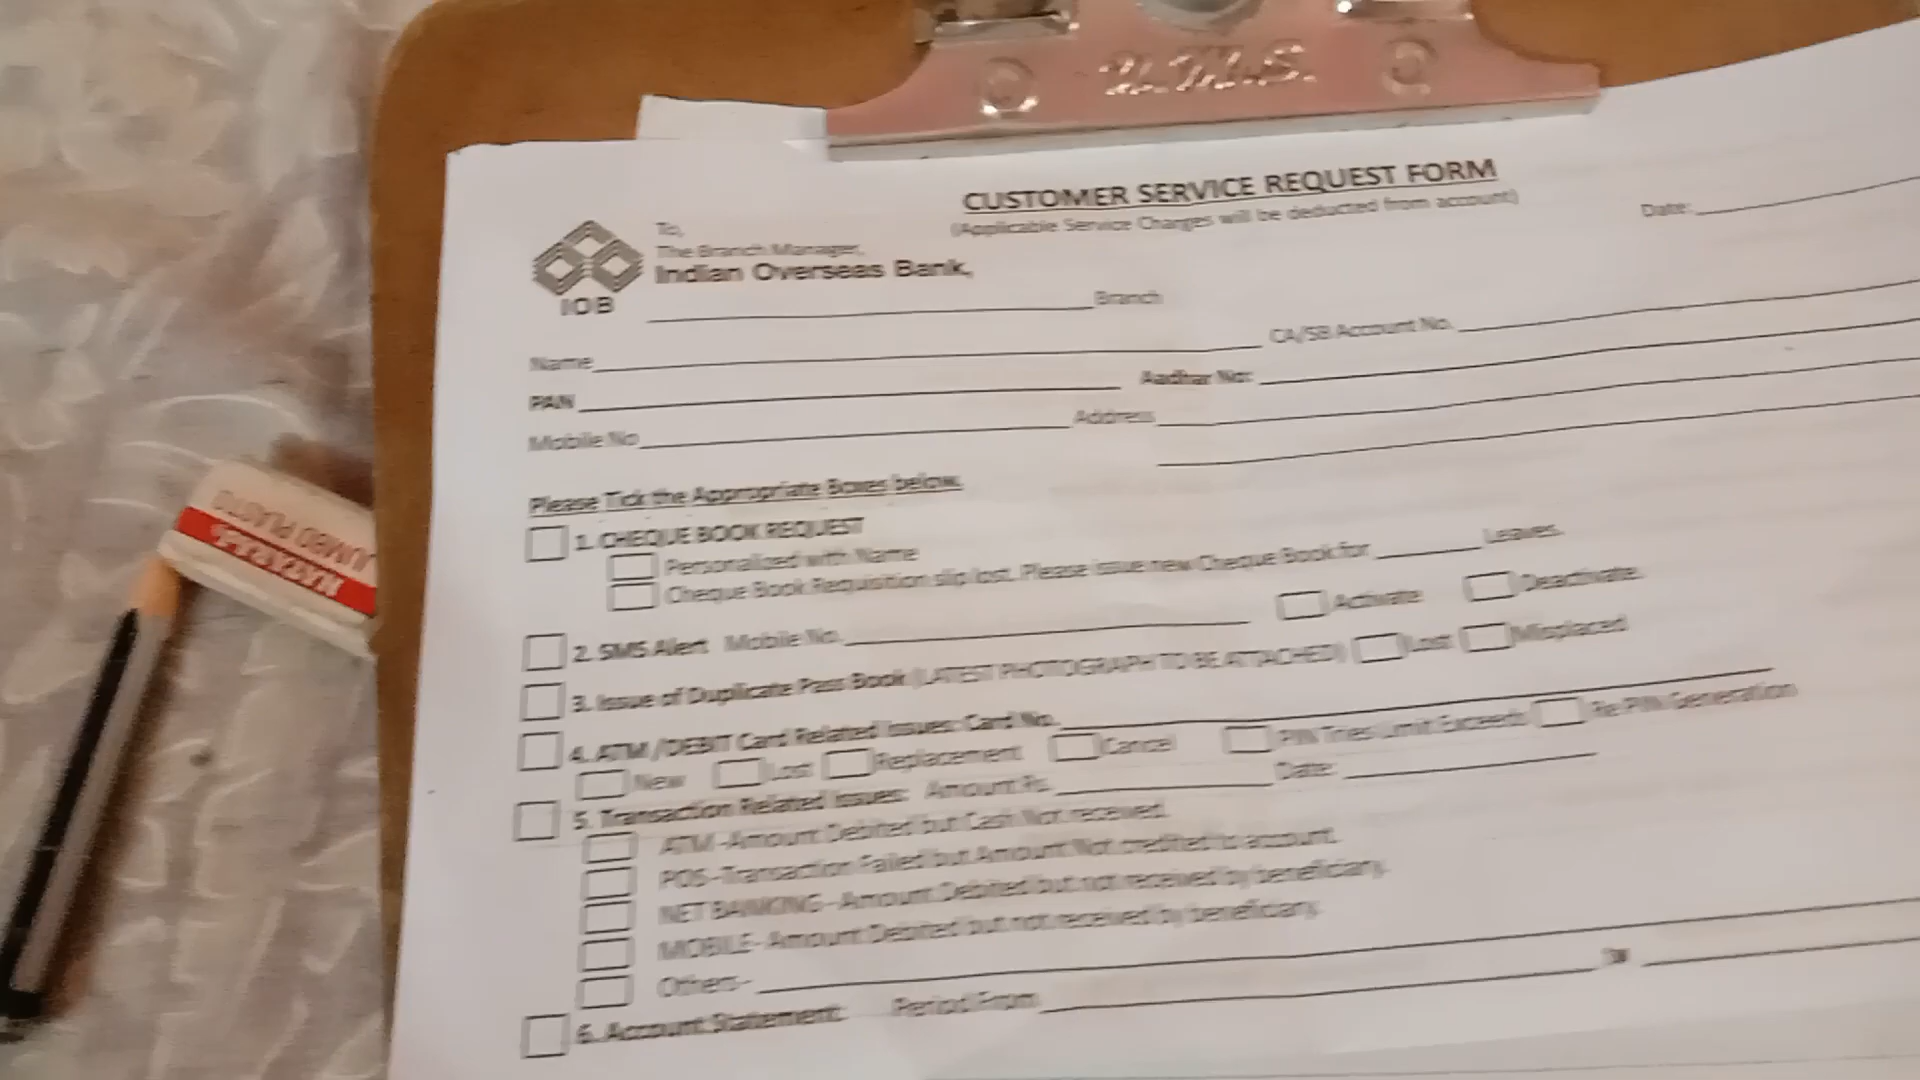 CUSTOMER SERVICE REQUEST FORM
(Applicable Service Charges will be deducted from account)
Date:
To,
The Branch Manager,
Indian Overseas Bank,
IOB
Branch
Name CA/SB Account No.
PAN Aadhar No:
Mobile No Address
Please Tick the Appropriate Boxes below.
1. CHEQUE BOOK REQUEST
Personalized with Name
Cheque Book Requisition slip lost. Please issue new Cheque Book for Leaves.
2. SMS Alert Mobile No. Activate Deactivate
3. Issue of Duplicate Pass Book (LATEST PHOTOGRAPH TO BE ATTACHED) Lost Misplaced
4. ATM /DEBIT Card Related Issues: Card No.
New Lost Replacement Cancel PIN Tries Limit Exceeds Re PIN Generation
5. Transaction Related Issues: Amount Rs. Date:
ATM -Amount Debited but Cash Not received.
POS-Transaction Failed but Amount Not credited to account.
NET BANKING - Amount Debited but not received by beneficiary.
MOBILE- Amount Debited but not received by beneficiary.
Others-
6. Account Statement: Period From To
NATARAJ
JUMBO PLASTO